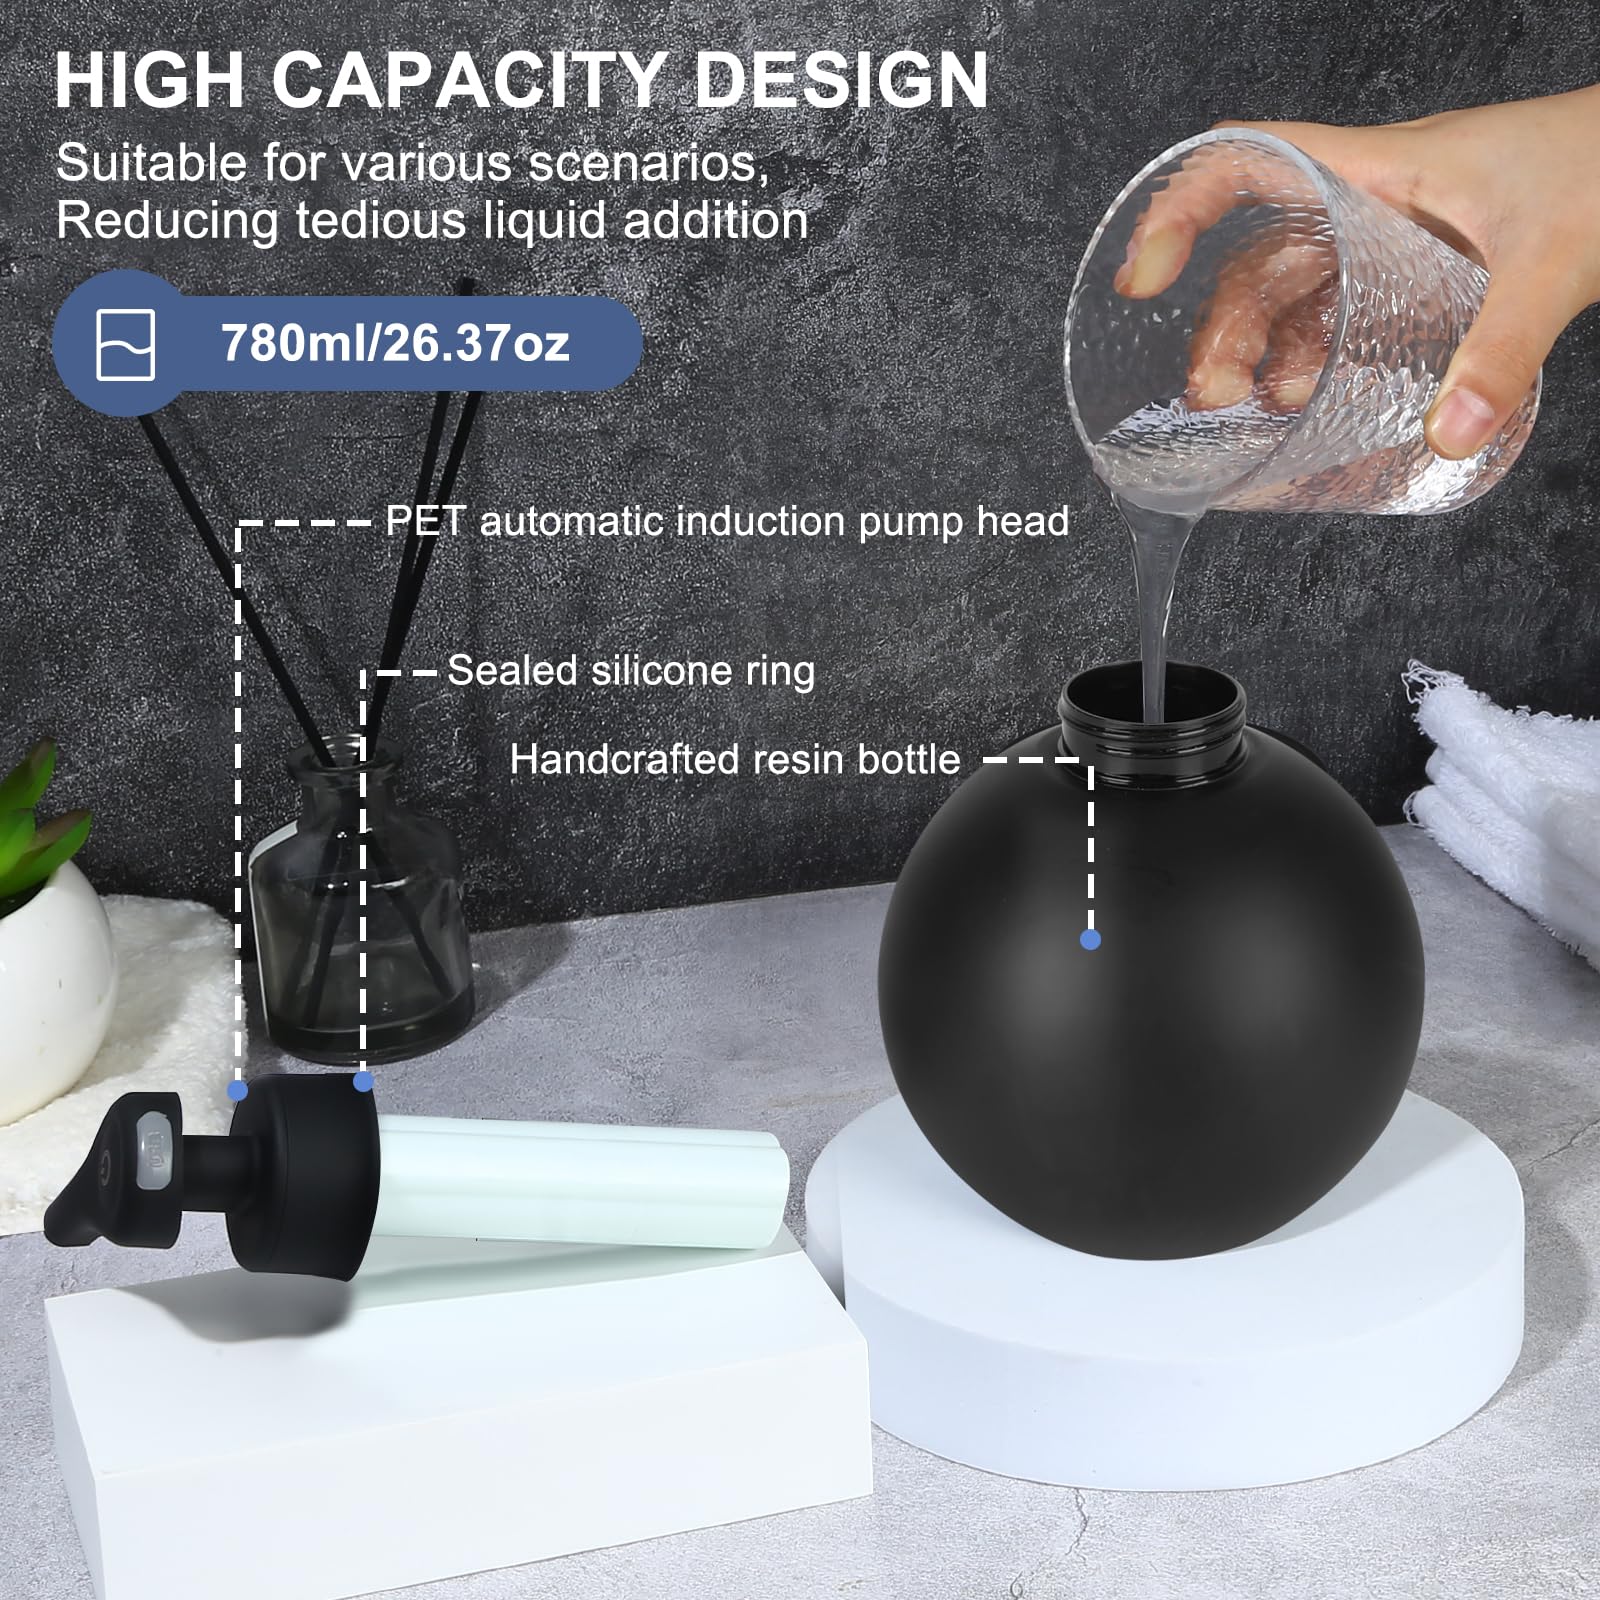 HIGH CAPACITY DESIGN
Suitable for various scenarios,
Reducing tedious liquid addition
780ml/26.37oz
PET automatic induction pump head
Sealed silicone ring
Handcrafted resin bottle